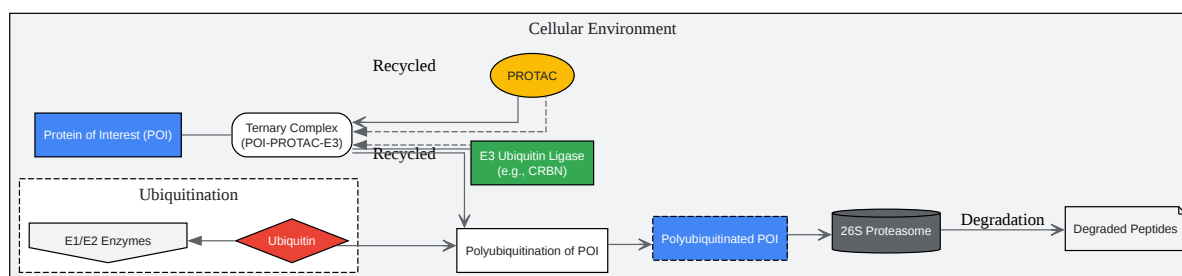 Cellular Environment
Recycled
PROTAC
Protein of Interest (POI)
Ternary Complex
(POI-PROTAC-E3)
Recycled
E3 Ubiquitin Ligase
(e.g., CRBN)
Ubiquitination
E1/E2 Enzymes
Ubiquitin
Polyubiquitination of POI
Polyubiquitinated POI
26S Proteasome
Degradation
Degraded Peptides